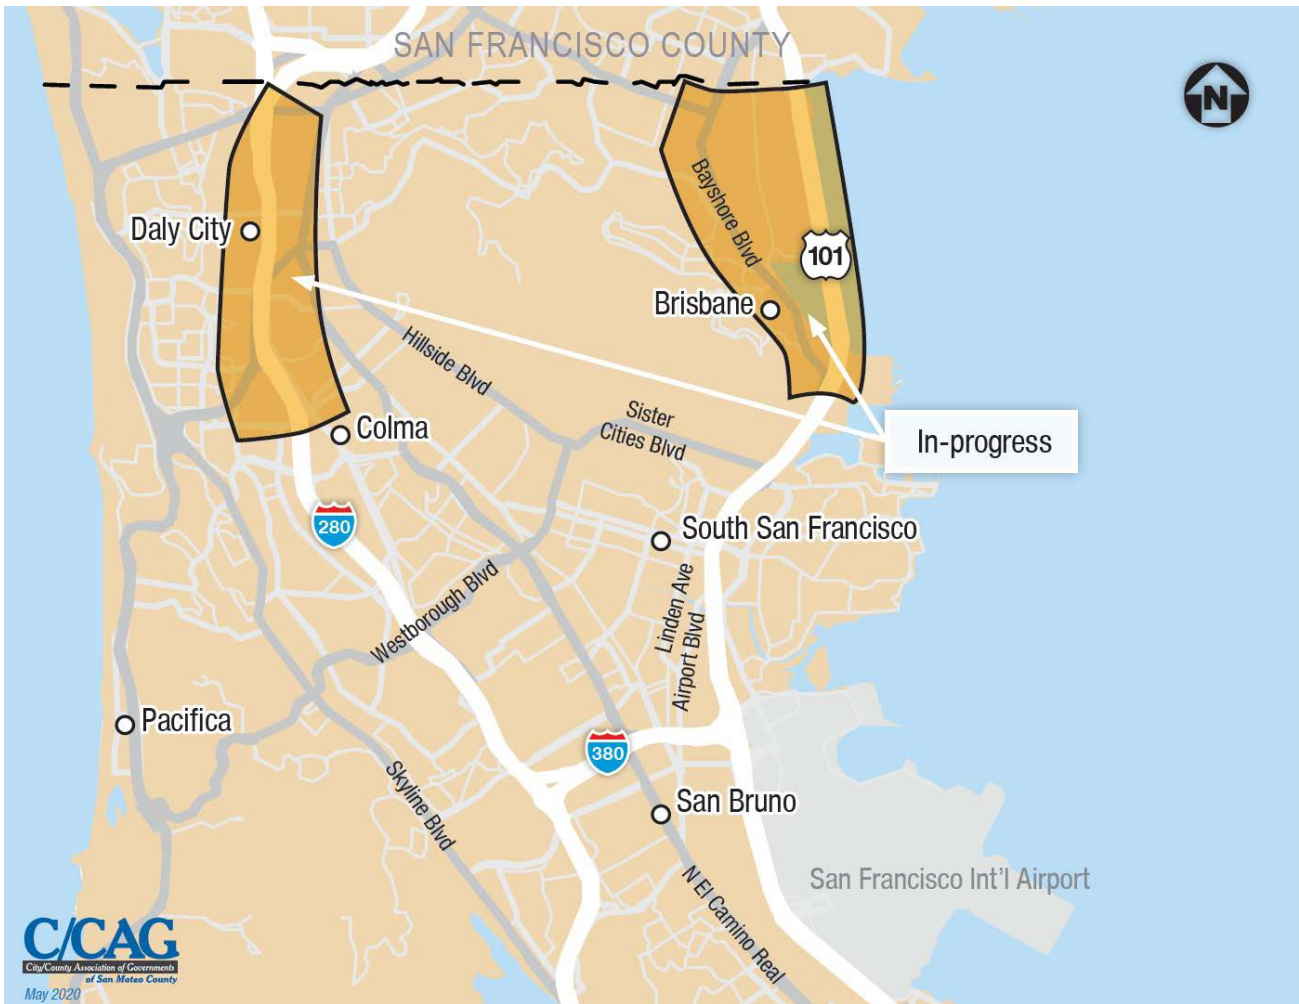 SAN FRANCISCO COUNTY
N
Bayshore Blvd
Daly City
101
Brisbane
Hillside Blvd
Sister
Cities Blvd
Colma
In-progress
280
South San Francisco
Westborough Blvd
Linden Ave
Airport Blvd
Pacifica
380
Skyline Blvd
San Bruno
San Francisco Int'l Airport
N El Camino Real
C/CAG
City/County Association of Governments
of San Mateo County
May 2020